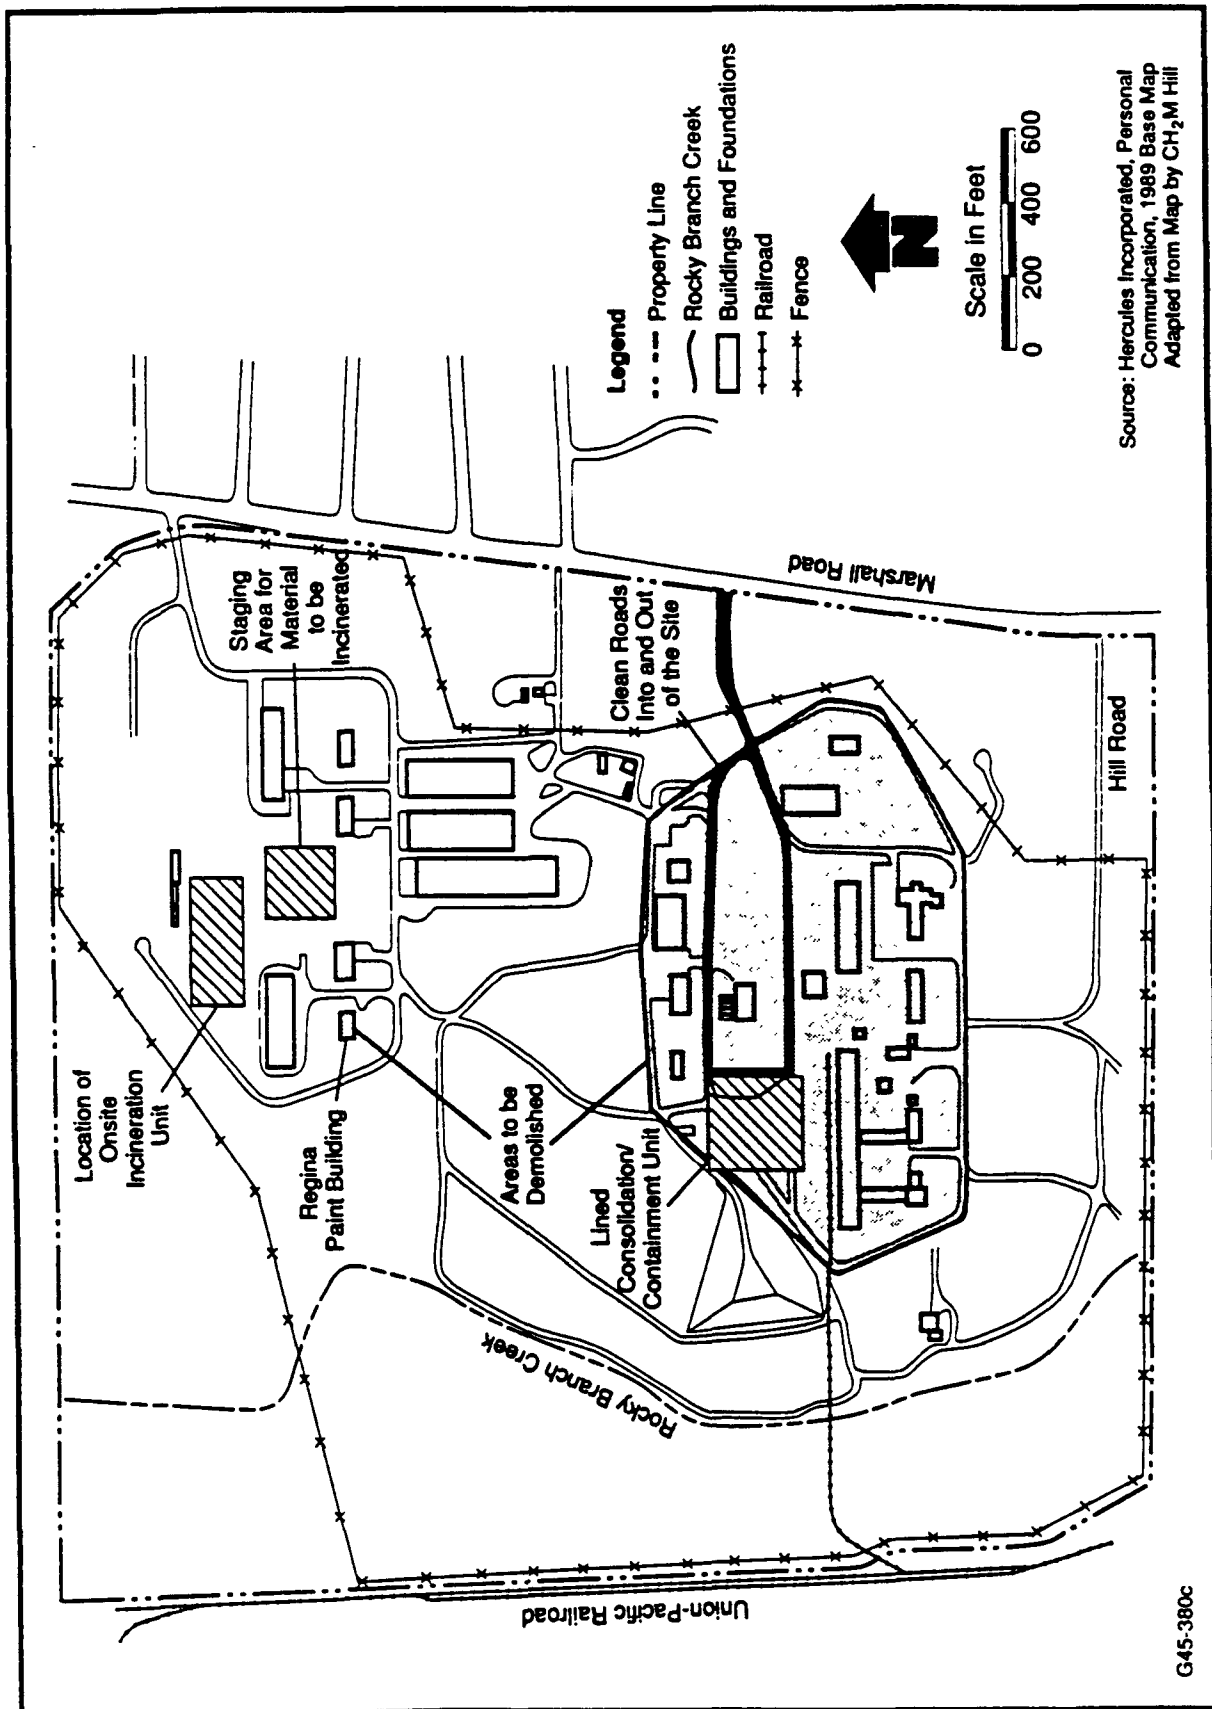 Location of
Onsite
Incineration
Unit
Staging
Area for
Material
to be
Incinerated
Regina
Paint Building
Areas to be
Demolished
Lined
Consolidation/
Containment Unit
Clean Roads
Into and Out
of the Site
Rocky Branch Creek
Union-Pacific Railroad
Marshall Road
Hill Road
Legend
Property Line
Rocky Branch Creek
Buildings and Foundations
Railroad
Fence
N
Scale in Feet
0 200 400 600
Source: Hercules Incorporated, Personal
Communication, 1989 Base Map
Adapted from Map by CH₂M Hill
G45-380c